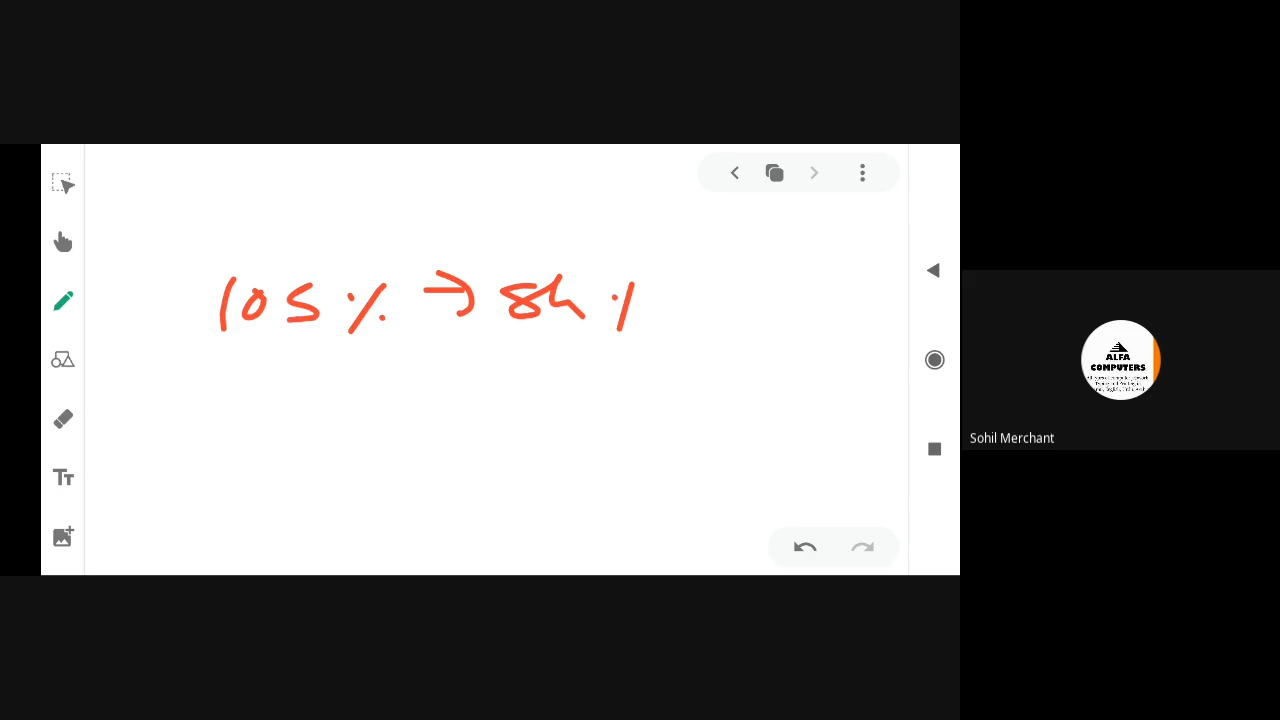 105 % → 84 %
ALFA
COMPUTERS
Sohil Merchant